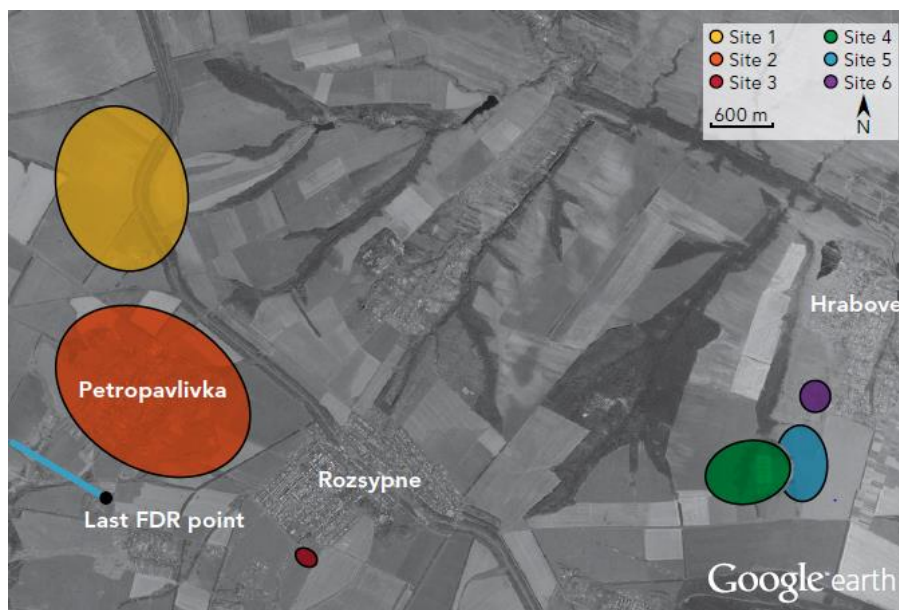 Site 1
Site 4
Site 2
Site 5
Site 3
Site 6
600 m
N
Hrabove
Petropavlivka
Rozsypne
Last FDR point
Google earth